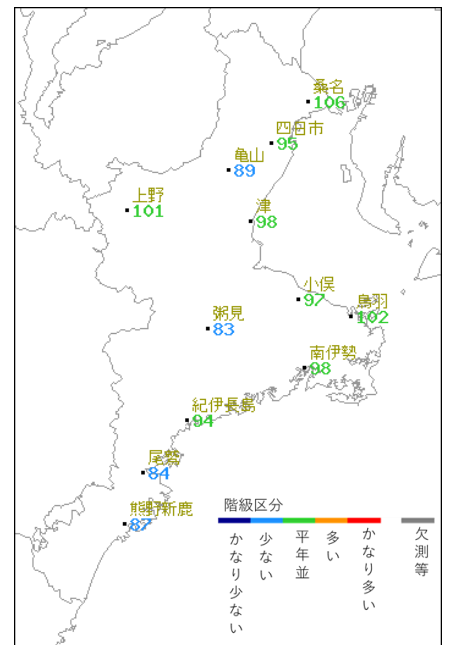 桑名
106
四日市
95
亀山
89
上野
101
津
98
小俣
97
鳥羽
102
粥見
83
南伊勢
98
紀伊長島
94
尾鷲
84
熊野新鹿
87
階級区分
かなり少ない
少ない
平年並
多い
かなり多い
欠測等